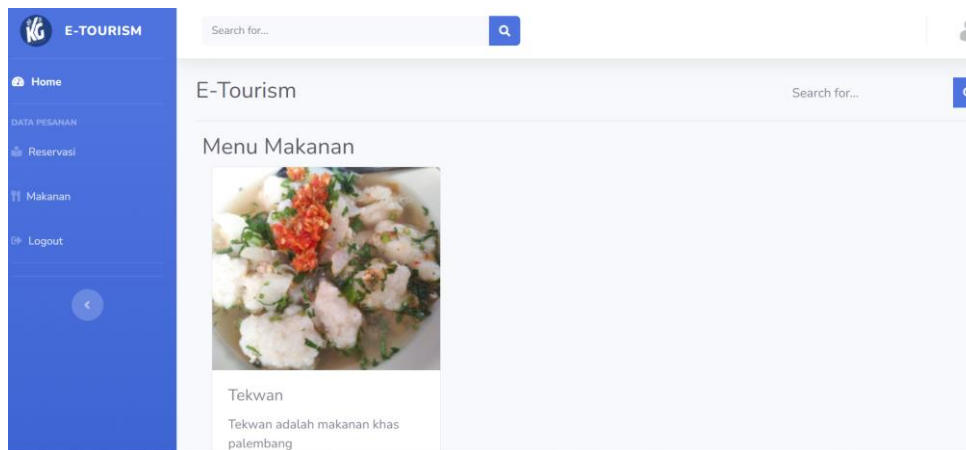 E-TOURISM
Search for...
Home
DATA PESANAN
Reservasi
Makanan
Logout
E-Tourism
Search for...
Menu Makanan
Tekwan
Tekwan adalah makanan khas
palembang